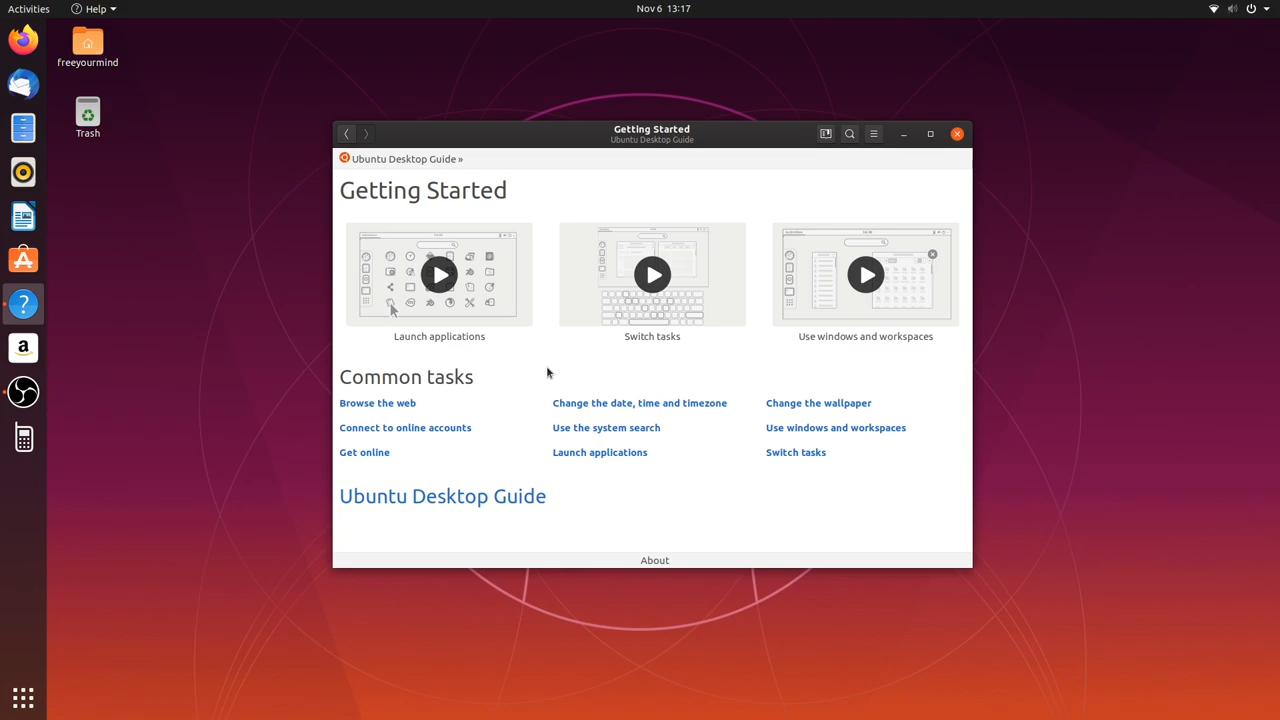 Activities
Help
Nov 6 13:17
freeyourmind
Trash
Getting Started
Ubuntu Desktop Guide
Ubuntu Desktop Guide »
Getting Started
Launch applications
Switch tasks
Use windows and workspaces
Common tasks
Browse the web
Change the date, time and timezone
Change the wallpaper
Connect to online accounts
Use the system search
Use windows and workspaces
Get online
Launch applications
Switch tasks
Ubuntu Desktop Guide
About